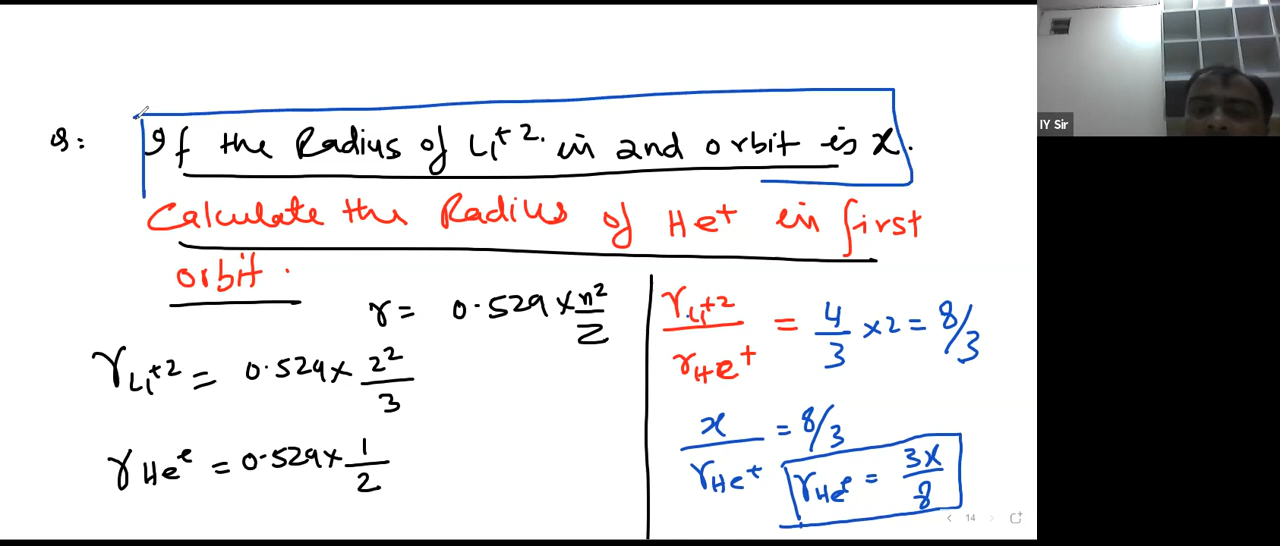 Q: If the Radius of Li+2. in 2nd orbit is x.
Calculate the Radius of He+ in first
orbit.
r = 0.529 × n²/Z
rLi+2 = 0.529 × 2²/3
rHe+ = 0.529 × 1/2
rLi+2/rHe+ = 4/3 × 2 = 8/3
x/rHe+ = 8/3
rHe+ = 3x/8
IY Sir
14